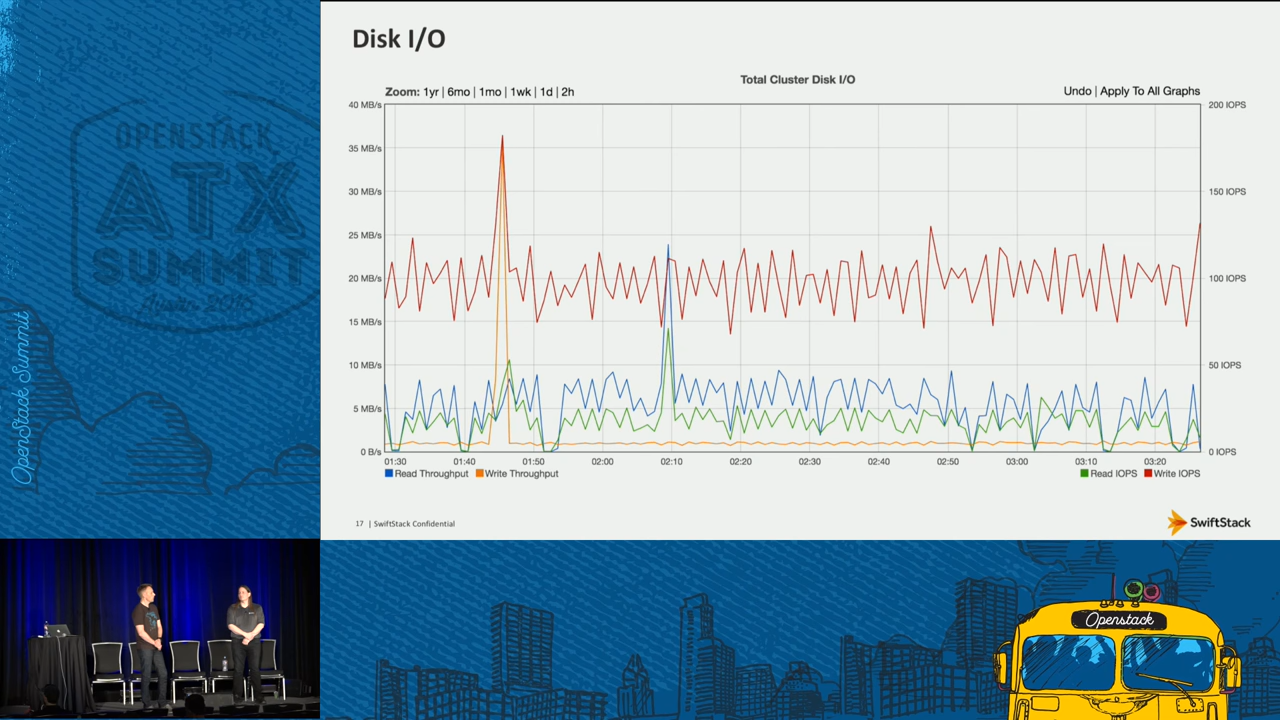 OPENSTACK
ATX
SUMMIT
Austin 2016
OpenStack Summit
Disk I/O
Total Cluster Disk I/O
Zoom: 1yr | 6mo | 1mo | 1wk | 1d | 2h
Undo | Apply To All Graphs
40 MB/s
35 MB/s
30 MB/s
25 MB/s
20 MB/s
15 MB/s
10 MB/s
5 MB/s
0 B/s
200 IOPS
150 IOPS
100 IOPS
50 IOPS
0 IOPS
01:30 01:40 01:50 02:00 02:10 02:20 02:30 02:40 02:50 03:00 03:10 03:20
Read Throughput Write Throughput
Read IOPS Write IOPS
17 | SwiftStack Confidential
SwiftStack
Openstack